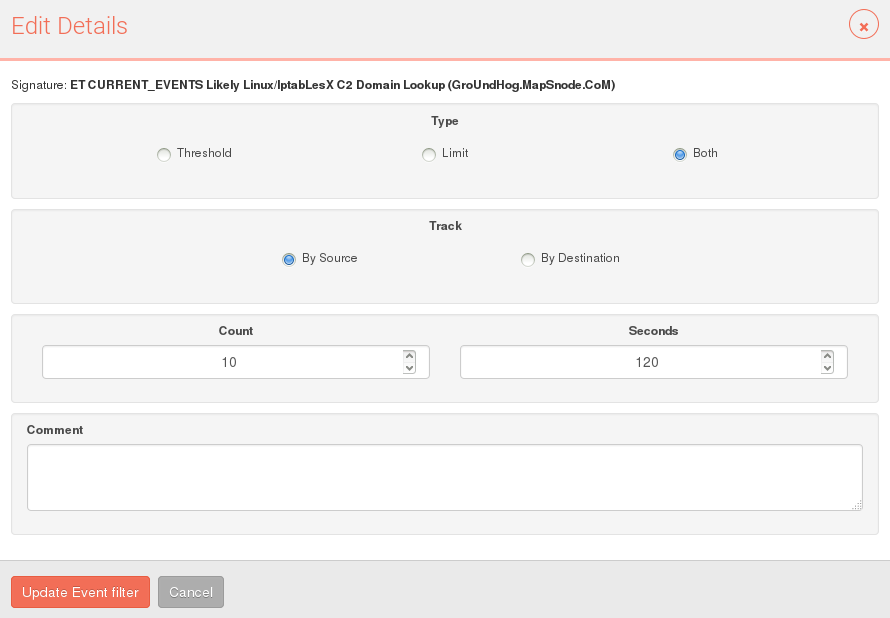 Edit Details
Signature: ET CURRENT_EVENTS Likely Linux/IptabLesX C2 Domain Lookup (GroUndHog.MapSnode.CoM)
Type
Threshold Limit Both
Track
By Source By Destination
Count Seconds
10 120
Comment
Update Event filter Cancel